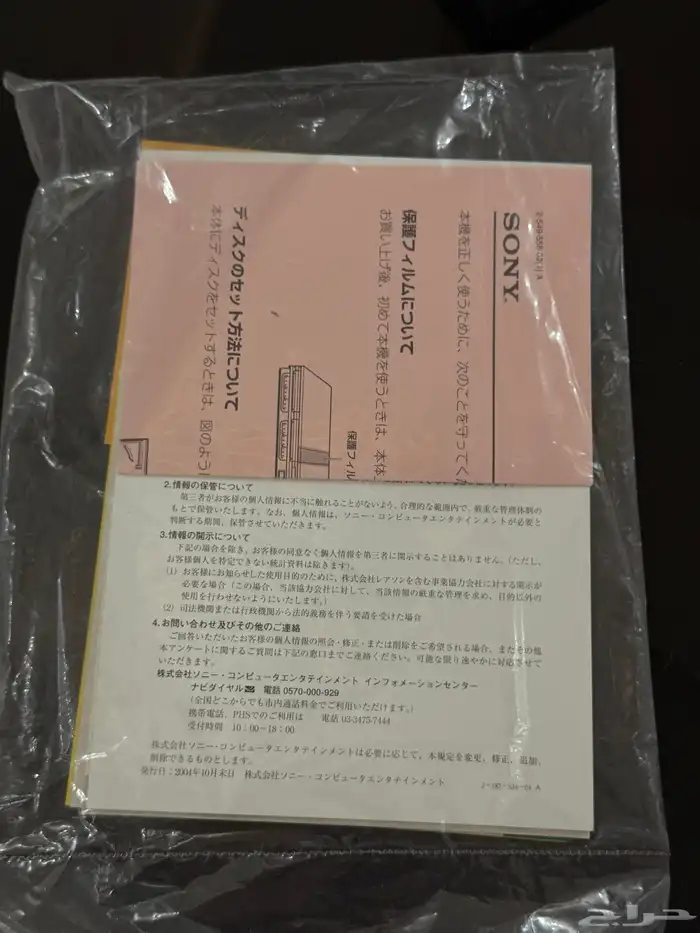 SONY
本機を正しく使うために、次のことを守ってくだ
保護フィルムについて
お買い上げ後、初めて本機を使うときは、本体
保護フィル
ディスクのセット方法について
本体にディスクをセットするときは、図のように
2.情報の保管について
第三者がお客様の個人情報に不当に触れることがないよう、合理的な範囲内で、厳重な管理体制の
もとで保管いたします。なお、個人情報は、ソニー・コンピュータエンタテインメントが必要と
判断する期間、保管させていただきます。
3.情報の開示について
下記の場合を除き、お客様の同意なく個人情報を第三者に開示することはありません。(ただし、
お客様個人を特定できない統計資料は除きます)。
(1) お客様にお知らせした使用目的のために、株式会社レアソンを含む事業協力会社に対する開示が
必要な場合(この場合、当該協力会社に対して、当該情報の厳重な管理を求め、目的以外の
使用を行わせないようにいたします。)
(2) 司法機関または行政機関から法的義務を伴う要請を受けた場合
4.お問い合わせ及びその他のご連絡
ご回答いただいたお客様の個人情報の照会・修正・または削除をご希望される場合、またその他
本アンケートに関するご質問は下記の窓口までご連絡ください。可能な限り速やかに対応させて
いただきます。
株式会社ソニー・コンピュータエンタテインメント インフォメーションセンター
ナビダイヤル 電話 0570-000-929
(全国どこからでも市内通話料金でご利用いただけます。)
携帯電話、PHSでのご利用は 電話 03-3475-7444
受付時間 10:00~18:00
株式会社ソニー・コンピュータエンタテインメントは必要に応じて、本規定を変更、修正、追加、
削除できるものとします。
発行日:2004年10月末日 株式会社ソニー・コンピュータエンタテインメント
حراج